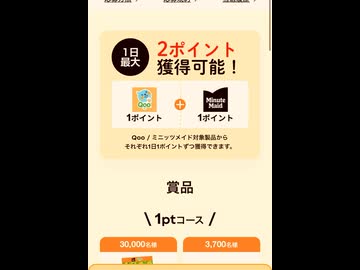 1日
最大
2ポイント
獲得可能！
Qoo
+
Minute
Maid
1ポイント
1ポイント
Qoo / ミニッツメイド対象製品から
それぞれ1日1ポイントずつ獲得できます。
賞品
\ 1ptコース /
30,000名様
3,700名様